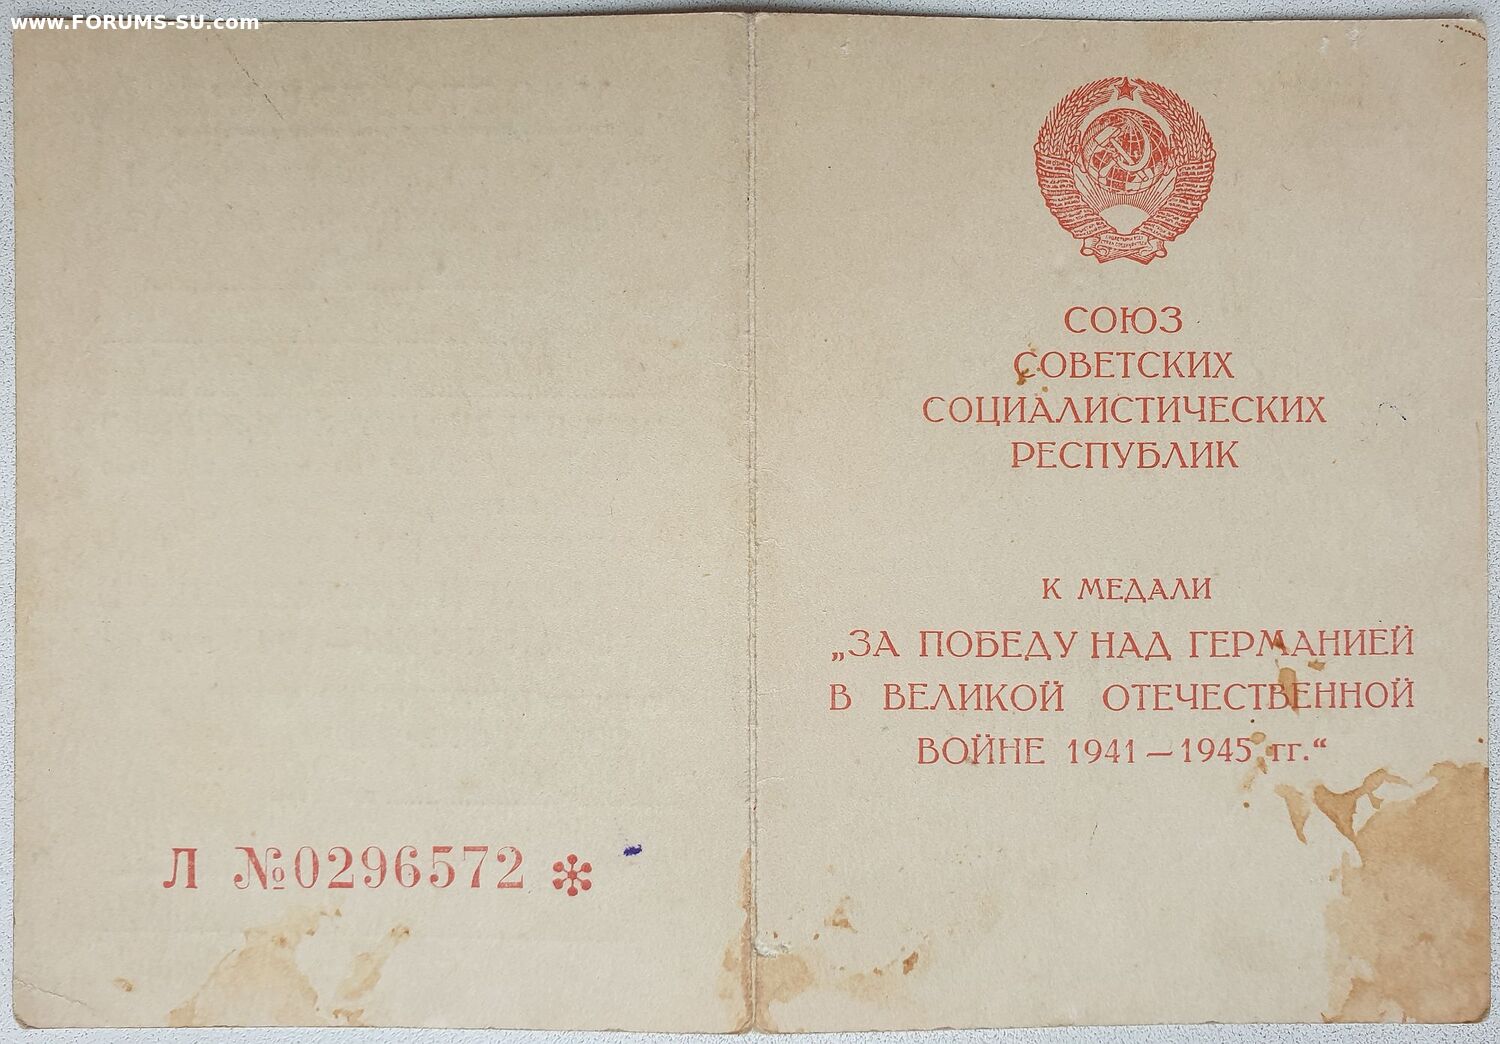 www.FORUMS-SU.com
СОЮЗ
СОВЕТСКИХ
СОЦИАЛИСТИЧЕСКИХ
РЕСПУБЛИК
К МЕДАЛИ
„ЗА ПОБЕДУ НАД ГЕРМАНИЕЙ
В ВЕЛИКОЙ ОТЕЧЕСТВЕННОЙ
ВОЙНЕ 1941—1945 гг.“
Л №0296572 *